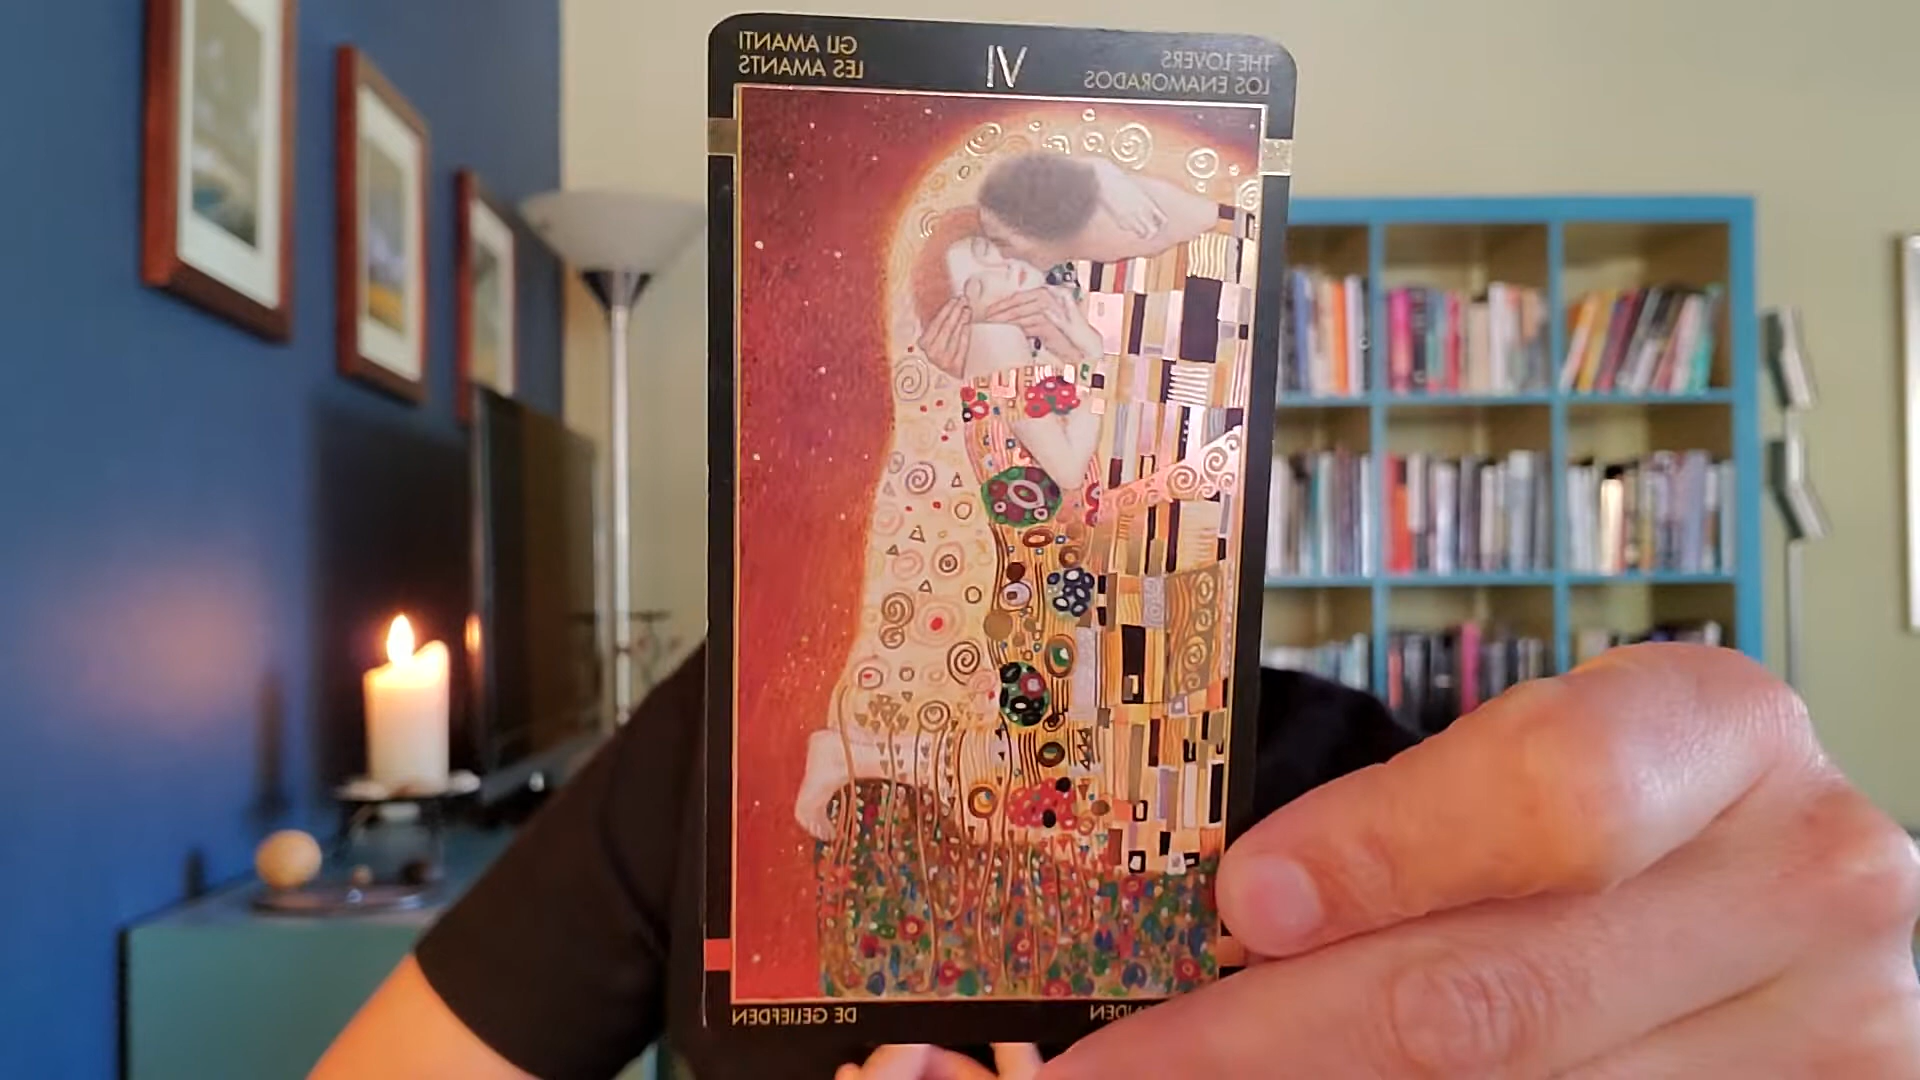 GLI AMANTI
LES AMANTS
VI
THE LOVERS
LOS ENAMORADOS
DE GELIEFDEN